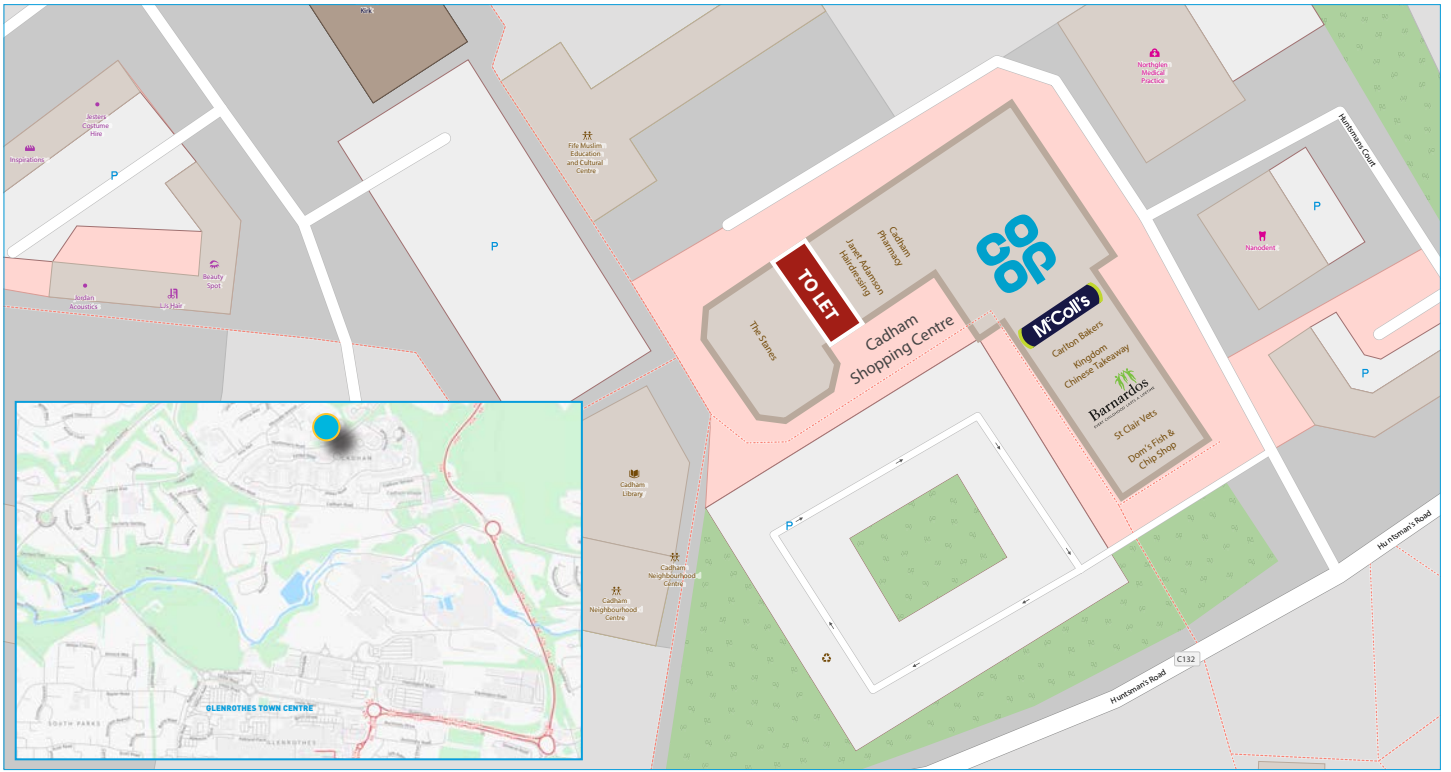 Kirk
Jesters
Costume
Hire
Inspirations
P
Beauty
Spot
Jordan
Acoustics
LJs Hair
P
Fife Muslim
Education
and Cultural
Centre
Northglen
Medical
Practice
Huntsmans Court
P
Nanodent
P
Cadham
Pharmacy
Janet Adamson
Hairdressing
TO LET
The Stanes
Cadham
Shopping Centre
CO
OP
McColl's
Carlton Bakers
Kingdom
Chinese Takeaway
Barnardos
St Clair Vets
Dom's Fish &
Chip Shop
P
Cadham
Library
Cadham
Neighbourhood
Centre
Cadham
Neighbourhood
Centre
Huntsman's Road
C132
Huntsman's Road
CADHAM
GLENROTHES TOWN CENTRE
SOUTH PARKS
GLENROTHES